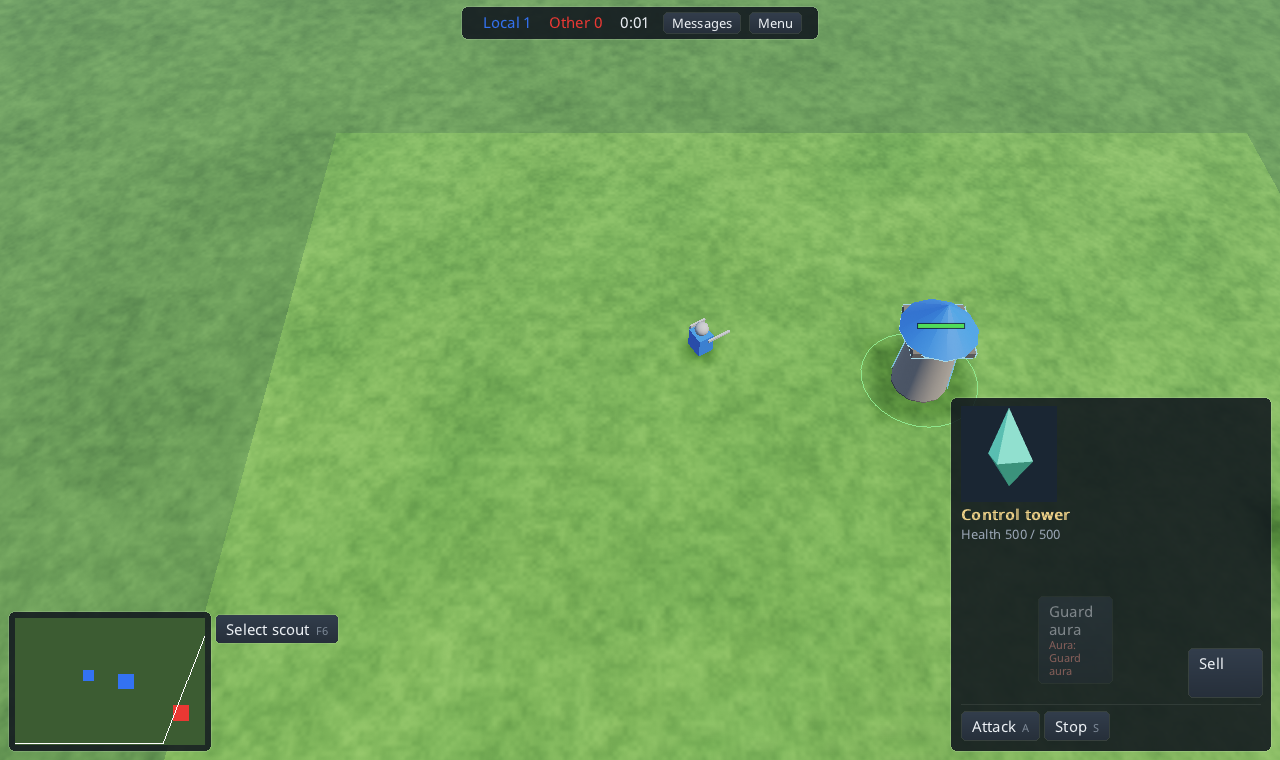 Local 1 Other 0 0:01 Messages Menu
Control tower
Health 500 / 500
Guard
aura
Aura:
Guard
aura
Sell
Select scout F6
Attack A Stop S